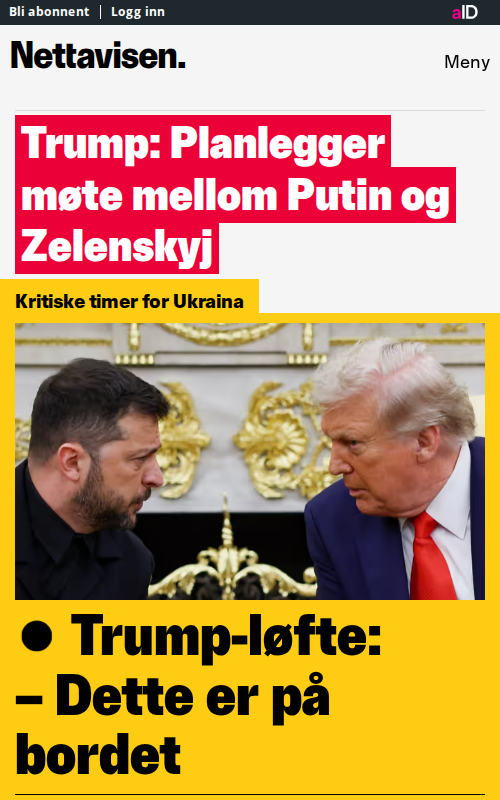 Bli abonnent | Logg inn
aID
Nettavisen.
Meny
Trump: Planlegger
møte mellom Putin og
Zelenskyj
Kritiske timer for Ukraina
● Trump-løfte:
– Dette er på
bordet